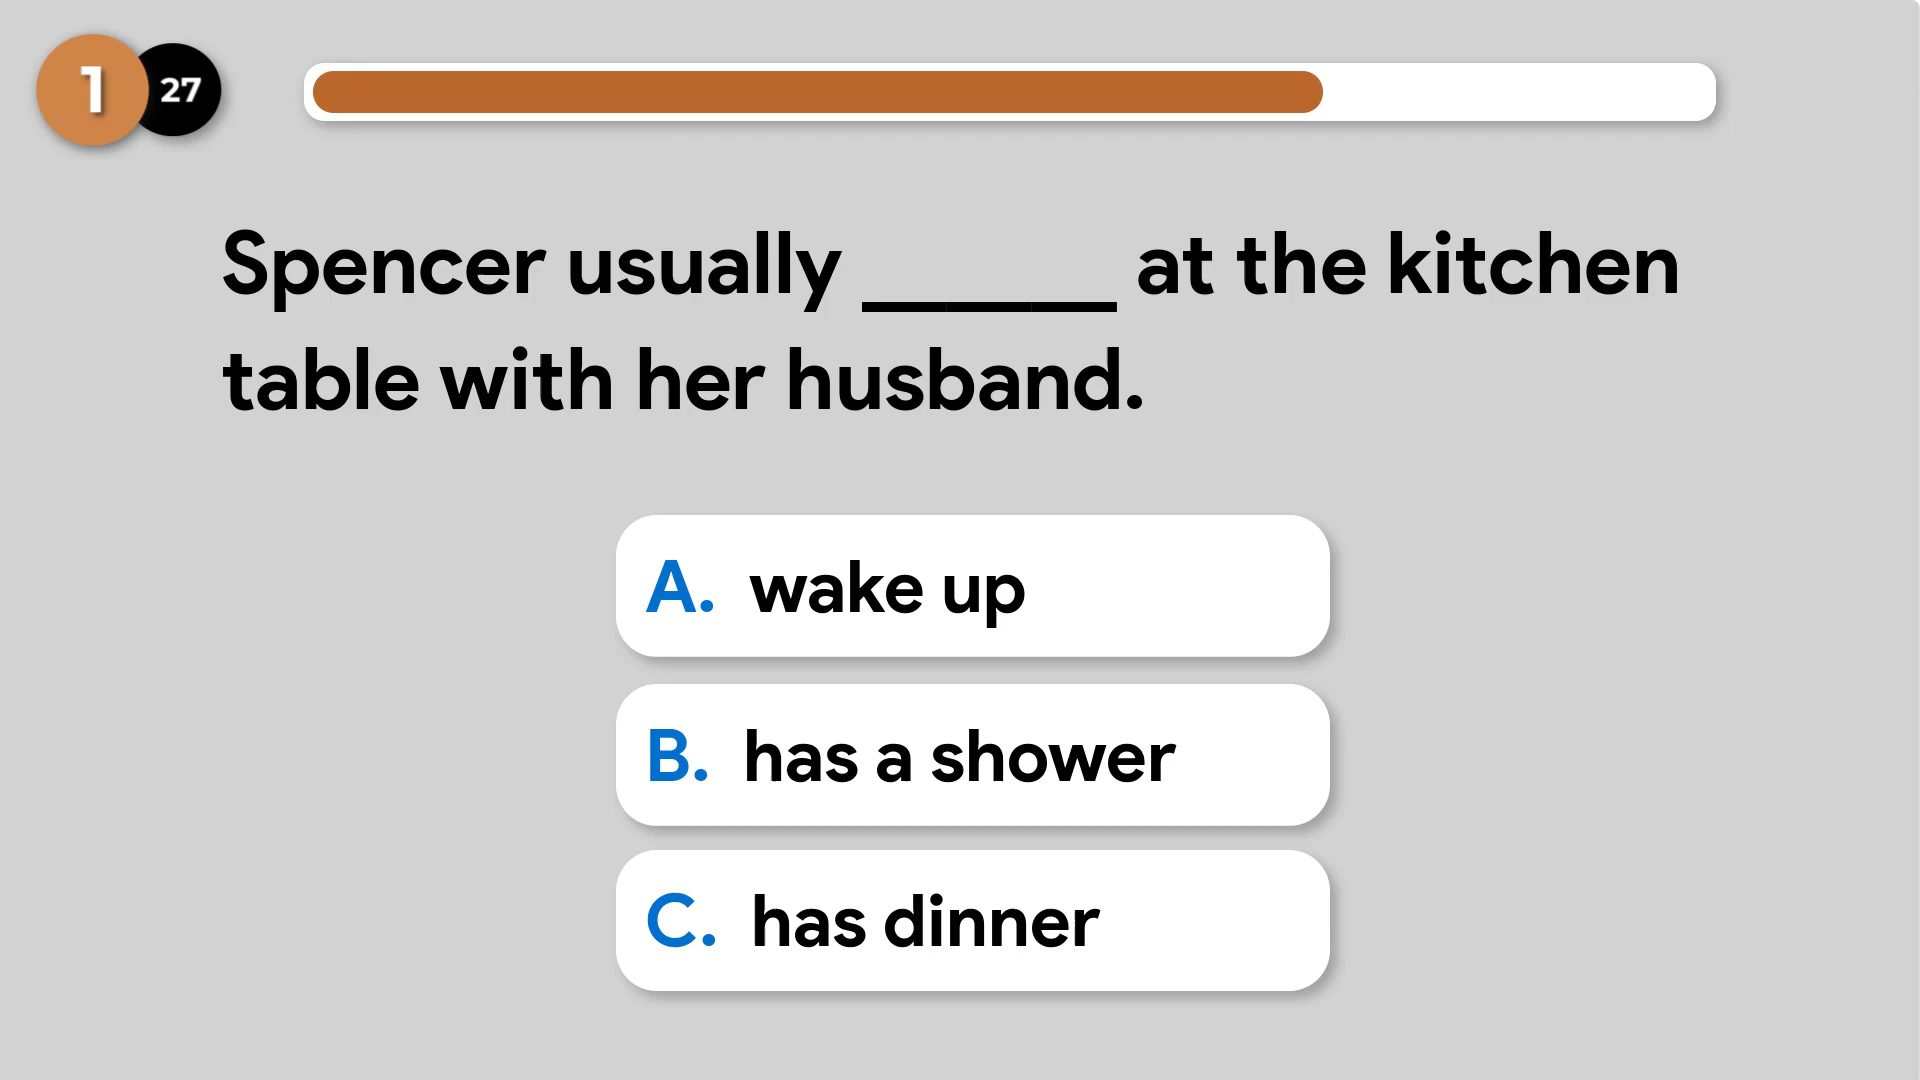 1 27
Spencer usually ______ at the kitchen
table with her husband.
A. wake up
B. has a shower
C. has dinner